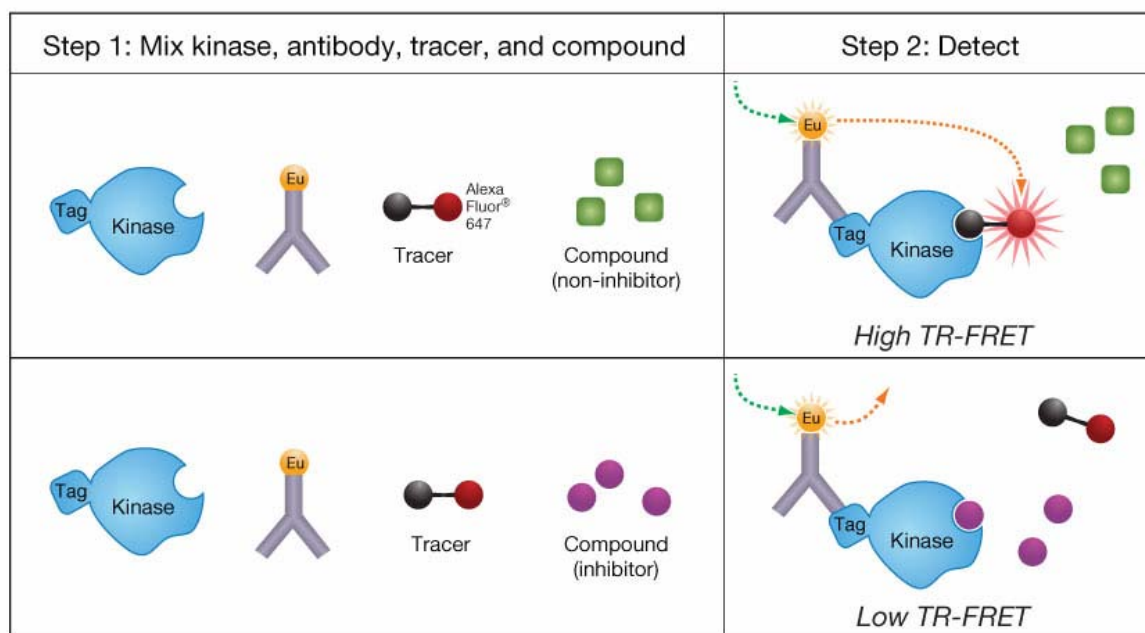 Step 1: Mix kinase, antibody, tracer, and compound
Step 2: Detect
Tag
Kinase
Eu
Alexa
Fluor®
647
Tracer
Compound
(non-inhibitor)
Eu
Tag
Kinase
High TR-FRET
Tag
Kinase
Eu
Tracer
Compound
(inhibitor)
Eu
Tag
Kinase
Low TR-FRET